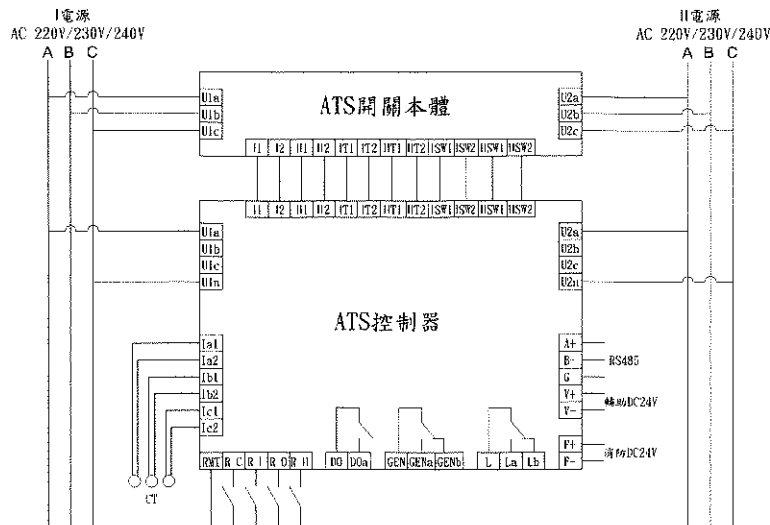 I電源
AC 220V/230V/240V
A B C
II電源
AC 220V/230V/240V
A B C
ATS開關本體
U1a
U1b
U1c
U2a
U2b
U2c
I1 I2 II1 II2 IT1 IT2 IIT1 IIT2 ISW1 ISW2 IISW1 IISW2
I1 I2 II1 II2 IT1 IT2 IIT1 IIT2 ISW1 ISW2 IISW1 IISW2
U1a
U1b
U1c
U1n
U2a
U2b
U2c
U2n
ATS控制器
Ia1
Ia2
Ib1
Ib2
Ic1
Ic2
A+
B-
G
V+
V-
F+
F-
RS485
輔助DC24V
消防DC24V
RMT R C R I R O R II DO DOa GEN GENa GENb L La Lb
CT